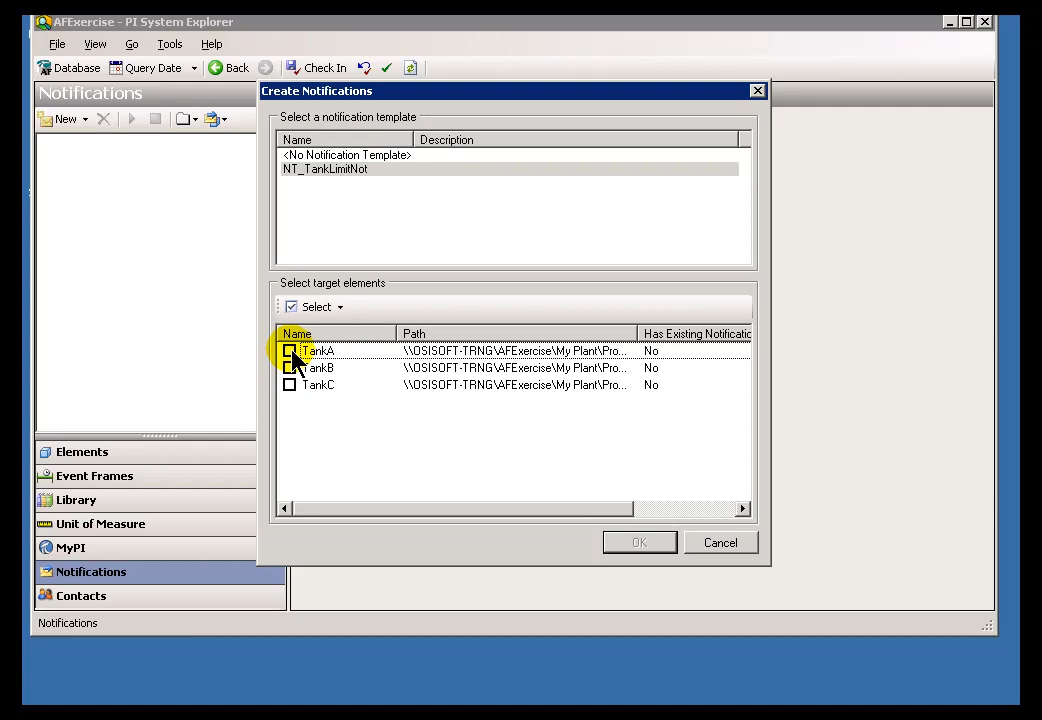 AFExercise - PI System Explorer
File View Go Tools Help
Database Query Date Back Check In
Notifications
New
Create Notifications
Select a notification template
Name Description
<No Notification Template>
NT_TankLimitNot
Select target elements
Select
Name Path Has Existing Notificatic
TankA \\OSISOFT-TRNG\AFExercise\My Plant\Pro... No
TankB \\OSISOFT-TRNG\AFExercise\My Plant\Pro... No
TankC \\OSISOFT-TRNG\AFExercise\My Plant\Pro... No
OK Cancel
Elements
Event Frames
Library
Unit of Measure
MyPI
Notifications
Contacts
Notifications